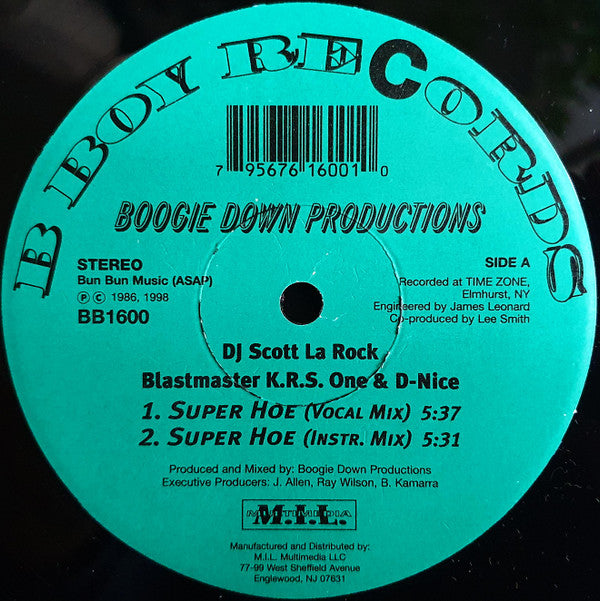 B BOY RECORDS
7 95676 16001 0
BOOGIE DOWN PRODUCTIONS
STEREO
Bun Bun Music (ASAP)
Ⓟ Ⓒ 1986, 1998
BB1600
SIDE A
Recorded at TIME ZONE,
Elmhurst, NY
Engineered by James Leonard
Co-produced by Lee Smith
DJ Scott La Rock
Blastmaster K.R.S. One & D-Nice
1. SUPER HOE (VOCAL MIX) 5:37
2. SUPER HOE (INSTR. MIX) 5:31
Produced and Mixed by: Boogie Down Productions
Executive Producers: J. Allen, Ray Wilson, B. Kamarra
MULTIMEDIA
M.I.L.
Manufactured and Distributed by:
M.I.L. Multimedia LLC
77-99 West Sheffield Avenue
Englewood, NJ 07631